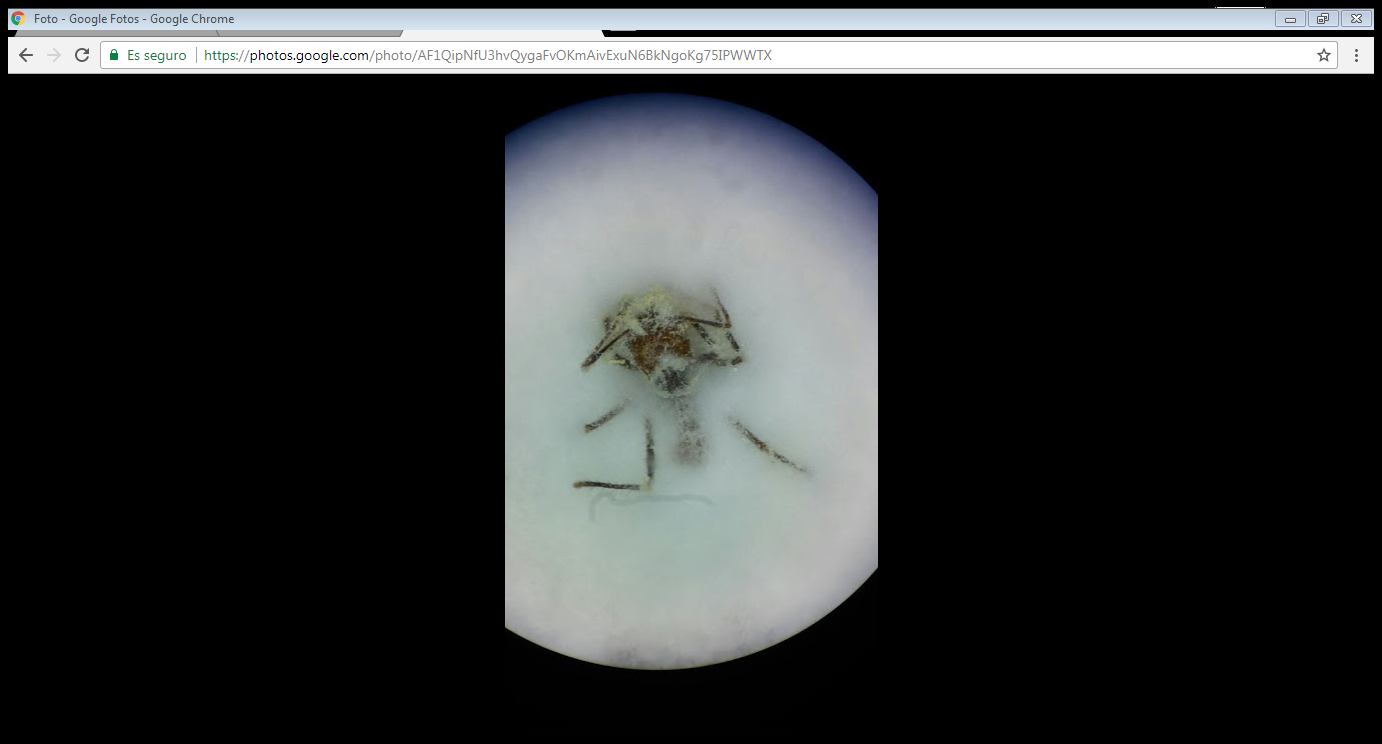 Foto - Google Fotos - Google Chrome
Es seguro
https://photos.google.com/photo/AF1QipNfU3hvQygaFvOKmAivExuN6BkNgoKg75IPWWTX